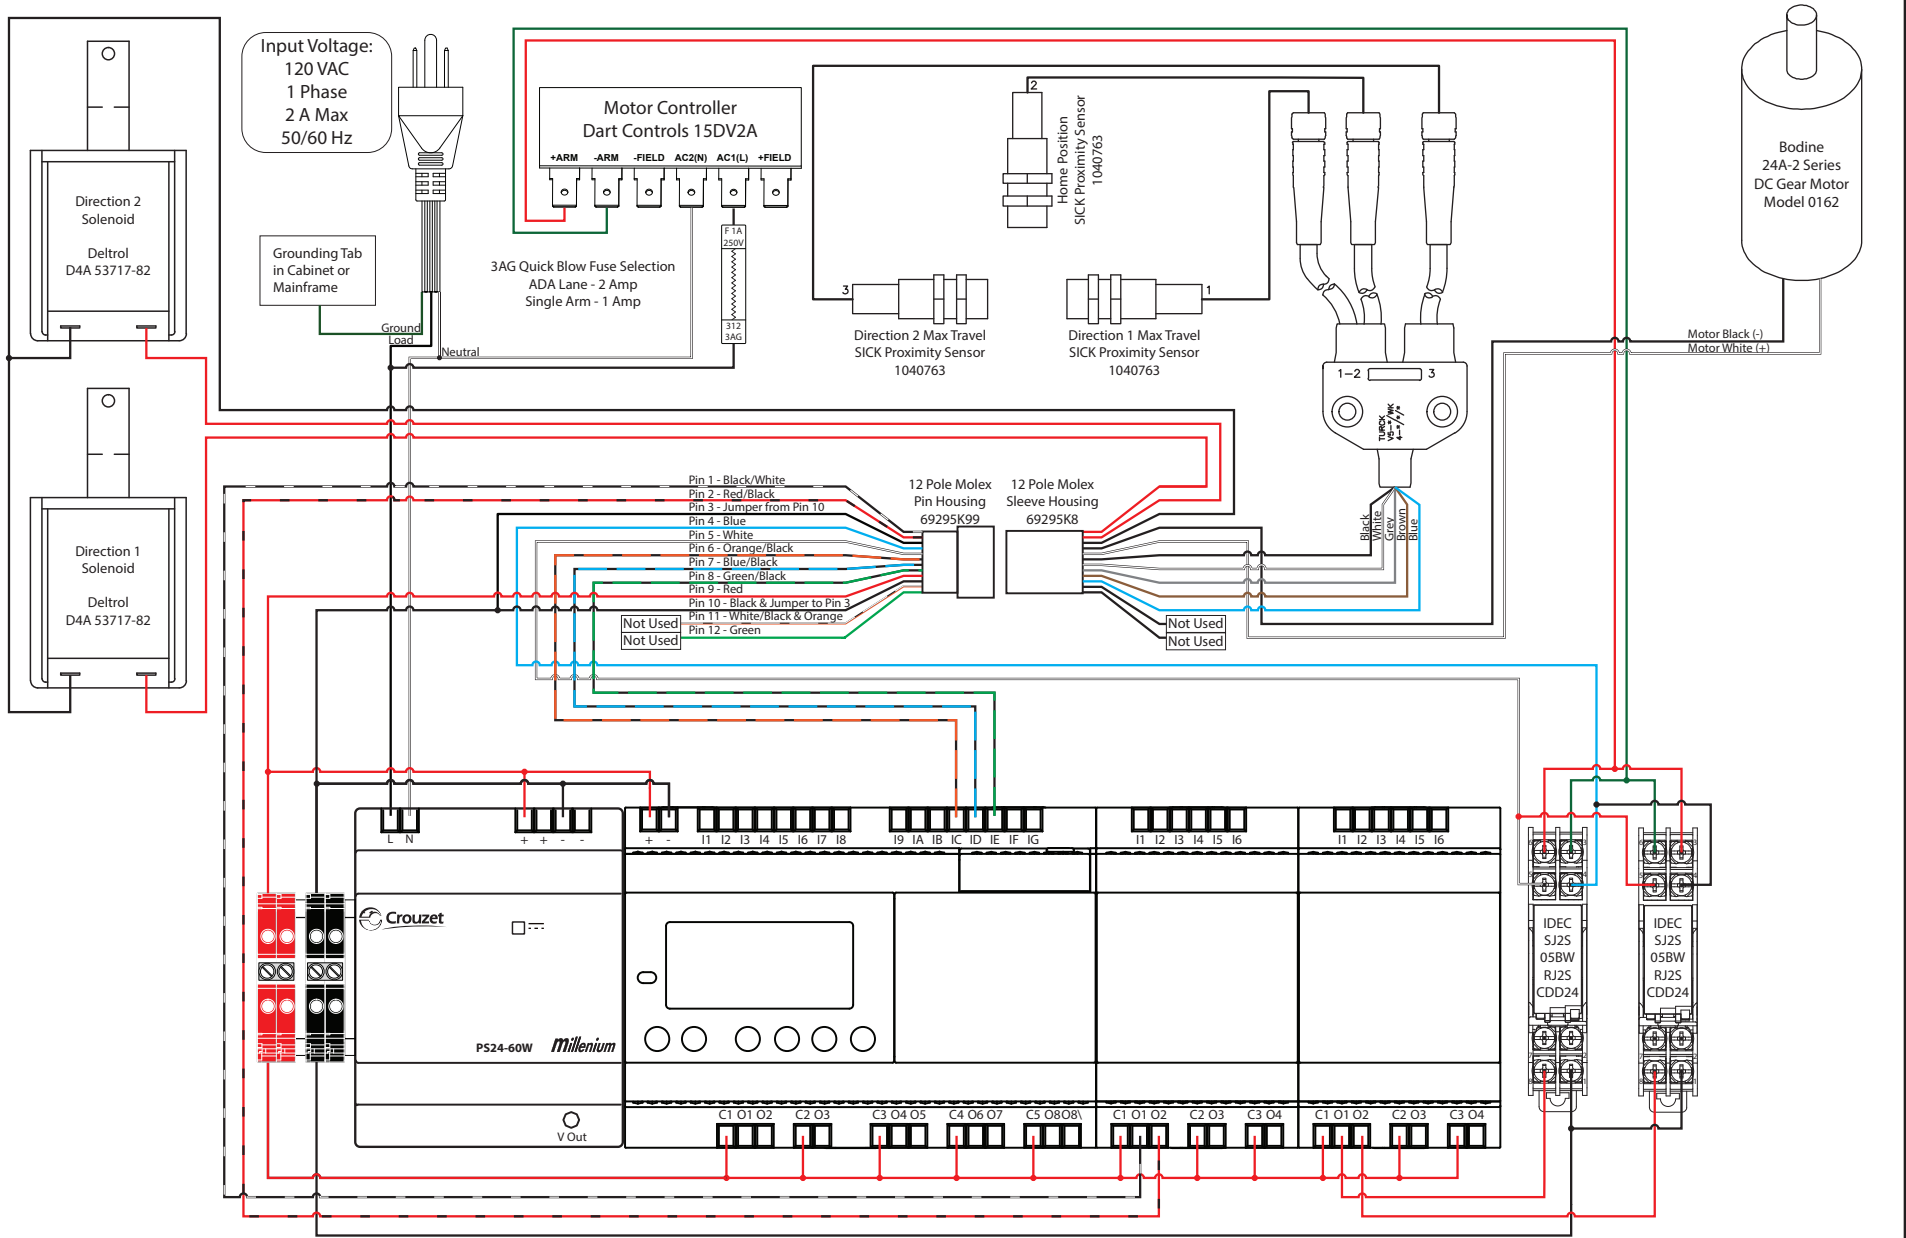 Input Voltage:
120 VAC
1 Phase
2 A Max
50/60 Hz
Direction 2
Solenoid
Deltrol
D4A 53717-82
Direction 1
Solenoid
Deltrol
D4A 53717-82
Grounding Tab
in Cabinet or
Mainframe
Ground
Load
Neutral
Motor Controller
Dart Controls 15DV2A
+ARM -ARM -FIELD AC2(N) AC1(L) +FIELD
F 1A
250V
312
3AG
3AG Quick Blow Fuse Selection
ADA Lane - 2 Amp
Single Arm - 1 Amp
2
Home Position
SICK Proximity Sensor
1040763
3
Direction 2 Max Travel
SICK Proximity Sensor
1040763
1
Direction 1 Max Travel
SICK Proximity Sensor
1040763
1-2 3
TURCK
V5-*/WK
4-*/*/*
Bodine
24A-2 Series
DC Gear Motor
Model 0162
Motor Black (-)
Motor White (+)
Black
White
Grey
Brown
Blue
Pin 1 - Black/White
Pin 2 - Red/Black
Pin 3 - Jumper from Pin 10
Pin 4 - Blue
Pin 5 - White
Pin 6 - Orange/Black
Pin 7 - Blue/Black
Pin 8 - Green/Black
Pin 9 - Red
Pin 10 - Black & Jumper to Pin 3
Pin 11 - White/Black & Orange
Pin 12 - Green
Not Used
Not Used
12 Pole Molex
Pin Housing
69295K99
12 Pole Molex
Sleeve Housing
69295K8
Not Used
Not Used
L N
+ + - -
+ -
I1 I2 I3 I4 I5 I6 I7 I8
I9 IA IB IC ID IE IF IG
I1 I2 I3 I4 I5 I6
I1 I2 I3 I4 I5 I6
Crouzet
PS24-60W
Millenium
V Out
C1 O1 O2
C2 O3
C3 O4 O5
C4 O6 O7
C5 O8O8\
C1 O1 O2
C2 O3
C3 O4
C1 O1 O2
C2 O3
C3 O4
IDEC
SJ2S
05BW
RJ2S
CDD24
IDEC
SJ2S
05BW
RJ2S
CDD24